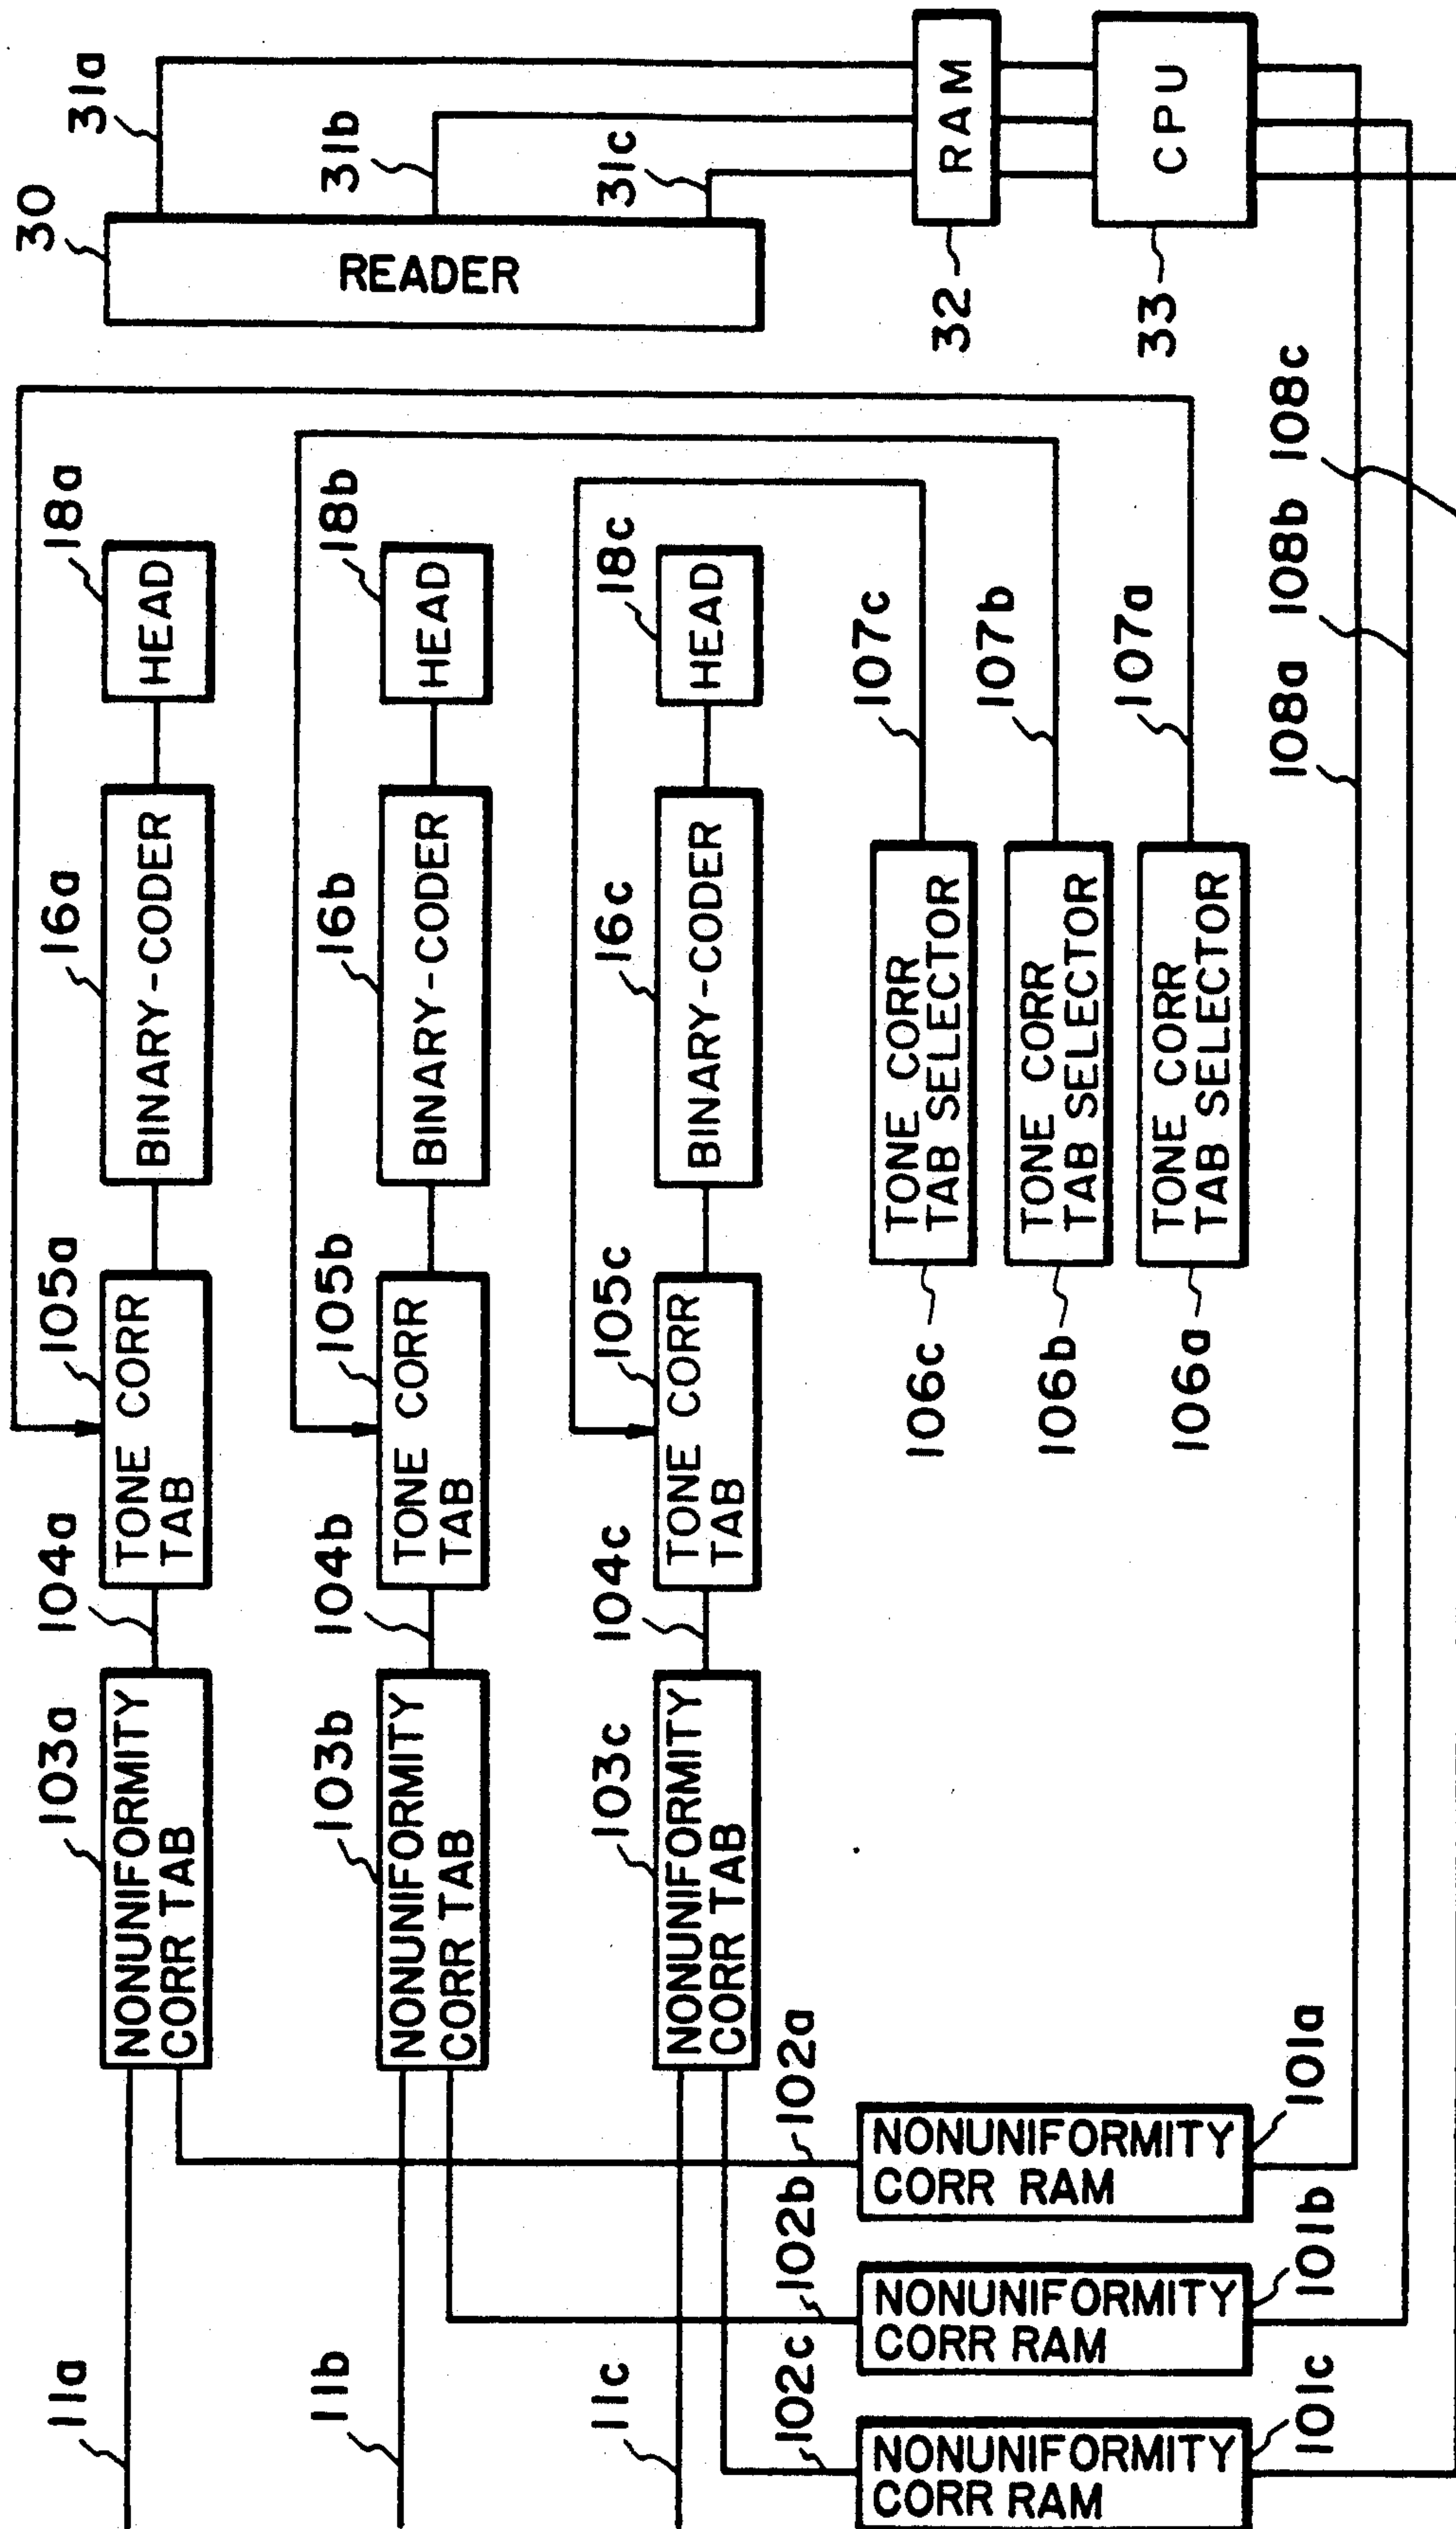 11a
103a
NONUNIFORMITY
CORR TAB
104a
105a
TONE CORR
TAB
16a
BINARY-CODER
18a
HEAD
30
READER
31a
31b
31c
11b
103b
NONUNIFORMITY
CORR TAB
104b
105b
TONE CORR
TAB
16b
BINARY-CODER
18b
HEAD
11c
103c
NONUNIFORMITY
CORR TAB
104c
105c
TONE CORR
TAB
16c
BINARY-CODER
18c
HEAD
102c
102b
102a
106c
TONE CORR
TAB SELECTOR
107c
106b
TONE CORR
TAB SELECTOR
107b
106a
TONE CORR
TAB SELECTOR
107a
32
RAM
33
CPU
NONUNIFORMITY
CORR RAM
101c
NONUNIFORMITY
CORR RAM
101b
NONUNIFORMITY
CORR RAM
101a
108a
108b
108c